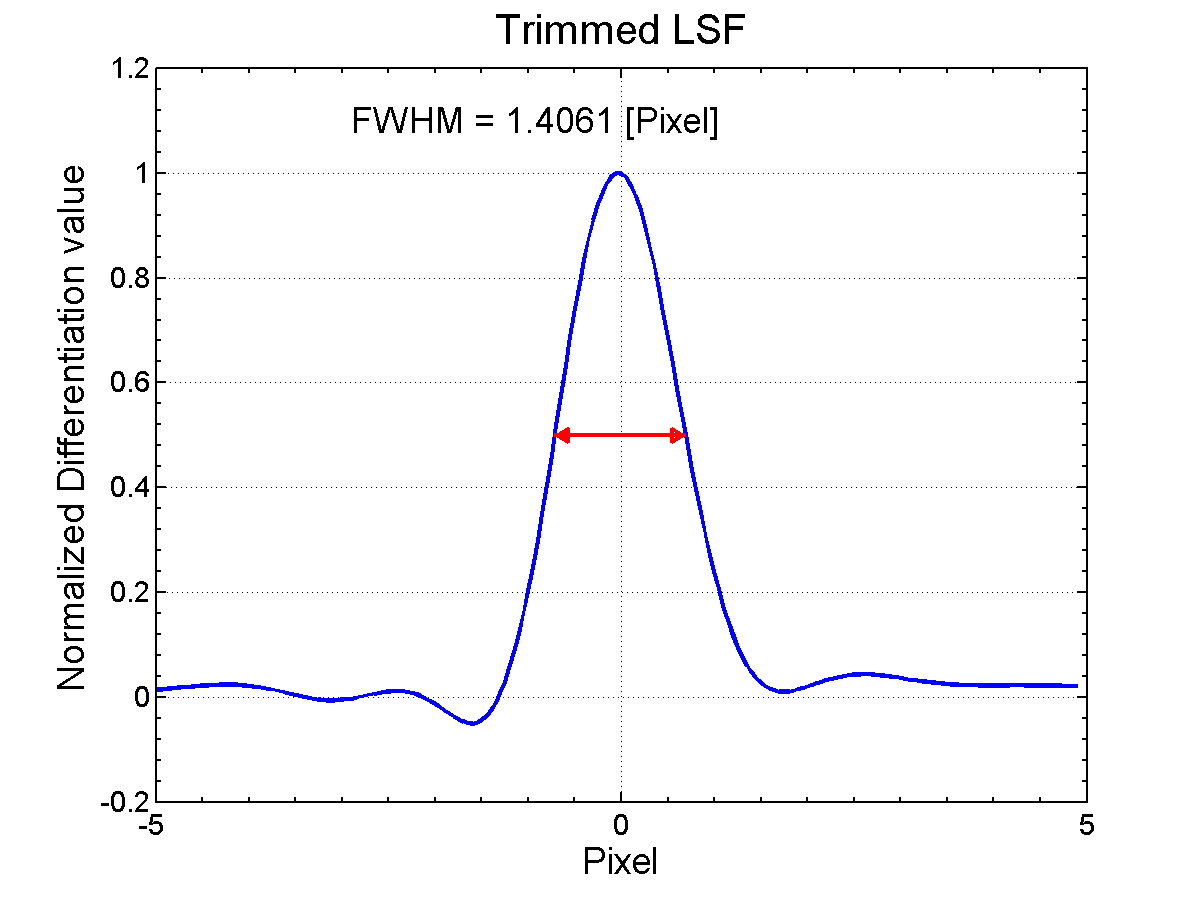 Trimmed LSF
1.2
FWHM = 1.4061 [Pixel]
1
0.8
0.6
0.4
0.2
0
-0.2
Normalized Differentiation value
-5
0
5
Pixel